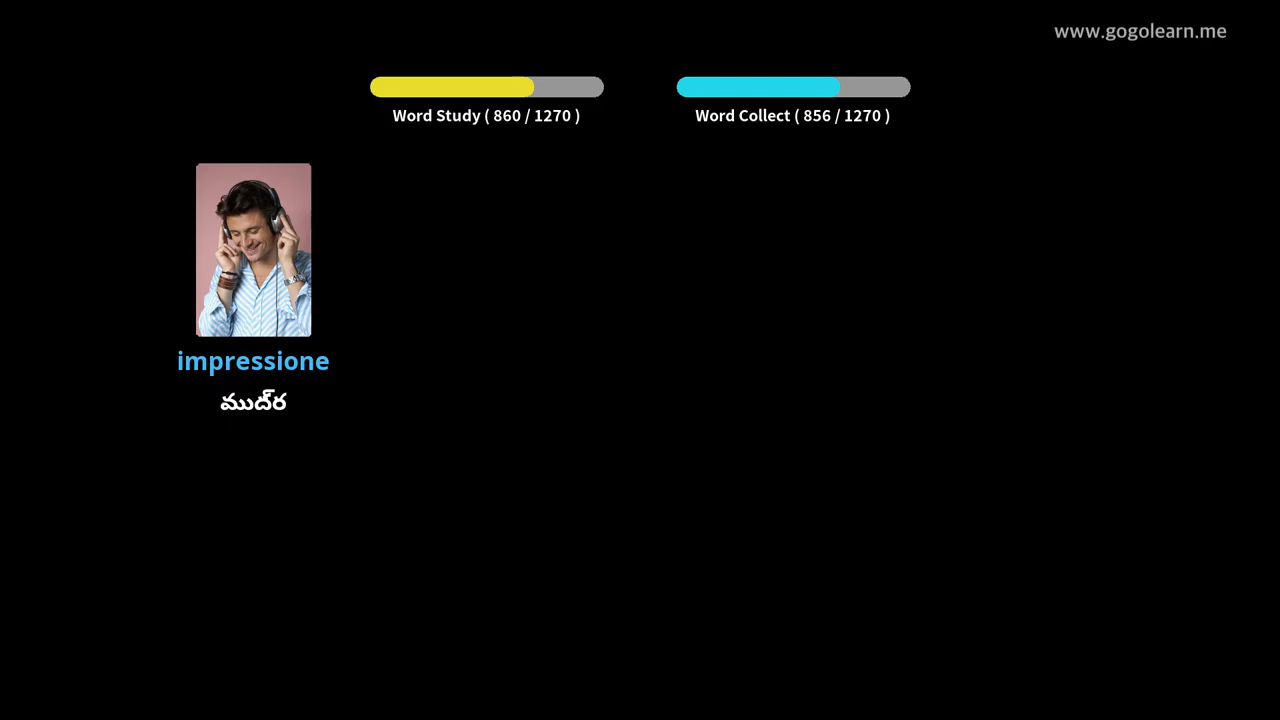 www.gogolearn.me
Word Study ( 860 / 1270 )
Word Collect ( 856 / 1270 )
impressione
ముద్ర